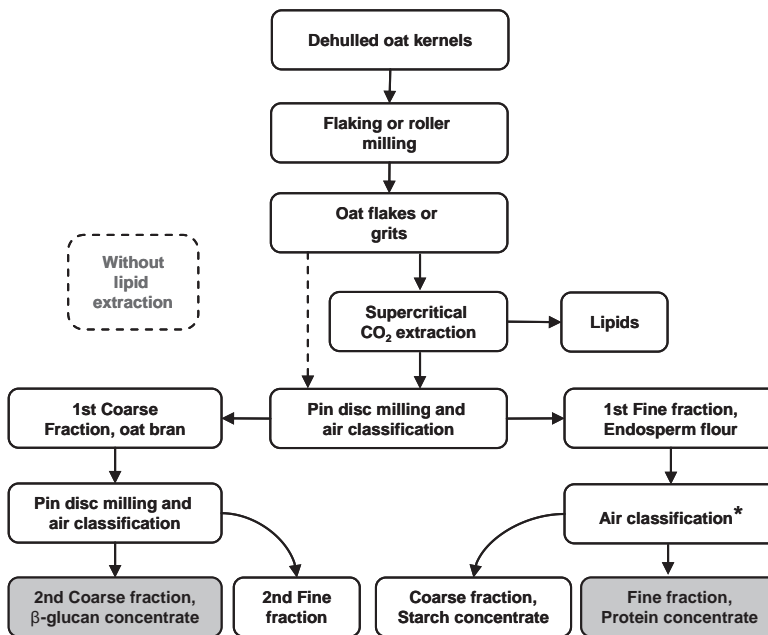 Dehulled oat kernels
Flaking or roller
milling
Oat flakes or
grits
Without
lipid
extraction
Supercritical
CO₂ extraction
Lipids
1st Coarse
Fraction, oat bran
Pin disc milling and
air classification
1st Fine fraction,
Endosperm flour
Pin disc milling and
air classification
Air classification*
2nd Coarse fraction,
β-glucan concentrate
2nd Fine
fraction
Coarse fraction,
Starch concentrate
Fine fraction,
Protein concentrate